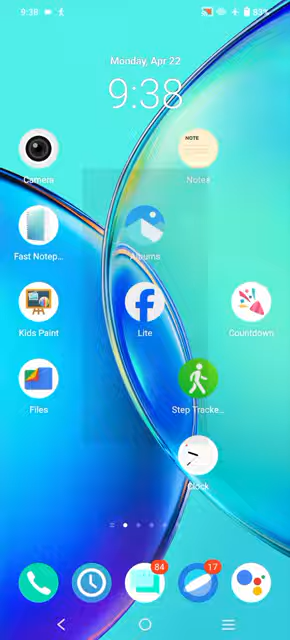 9:38
83%
Monday, Apr 22
9:38
Camera
NOTE
Notes
Fast Notep...
Albums
Kids Paint
Lite
Countdown
Files
Step Tracke...
Clock
84
17